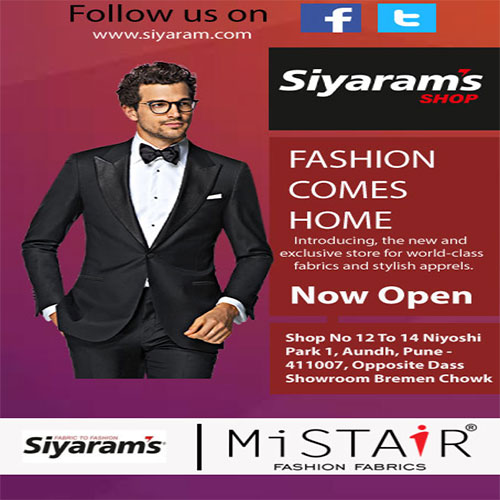 Follow us on
www.siyaram.com
Siyaram's
SHOP
FASHION
COMES
HOME
Introducing, the new and
exclusive store for world-class
fabrics and stylish apprels.
Now Open
Shop No 12 To 14 Niyoshi
Park 1, Aundh, Pune -
411007, Opposite Dass
Showroom Bremen Chowk
FABRIC TO FASHION
Siyaram's®
MiSTAiR®
FASHION FABRICS